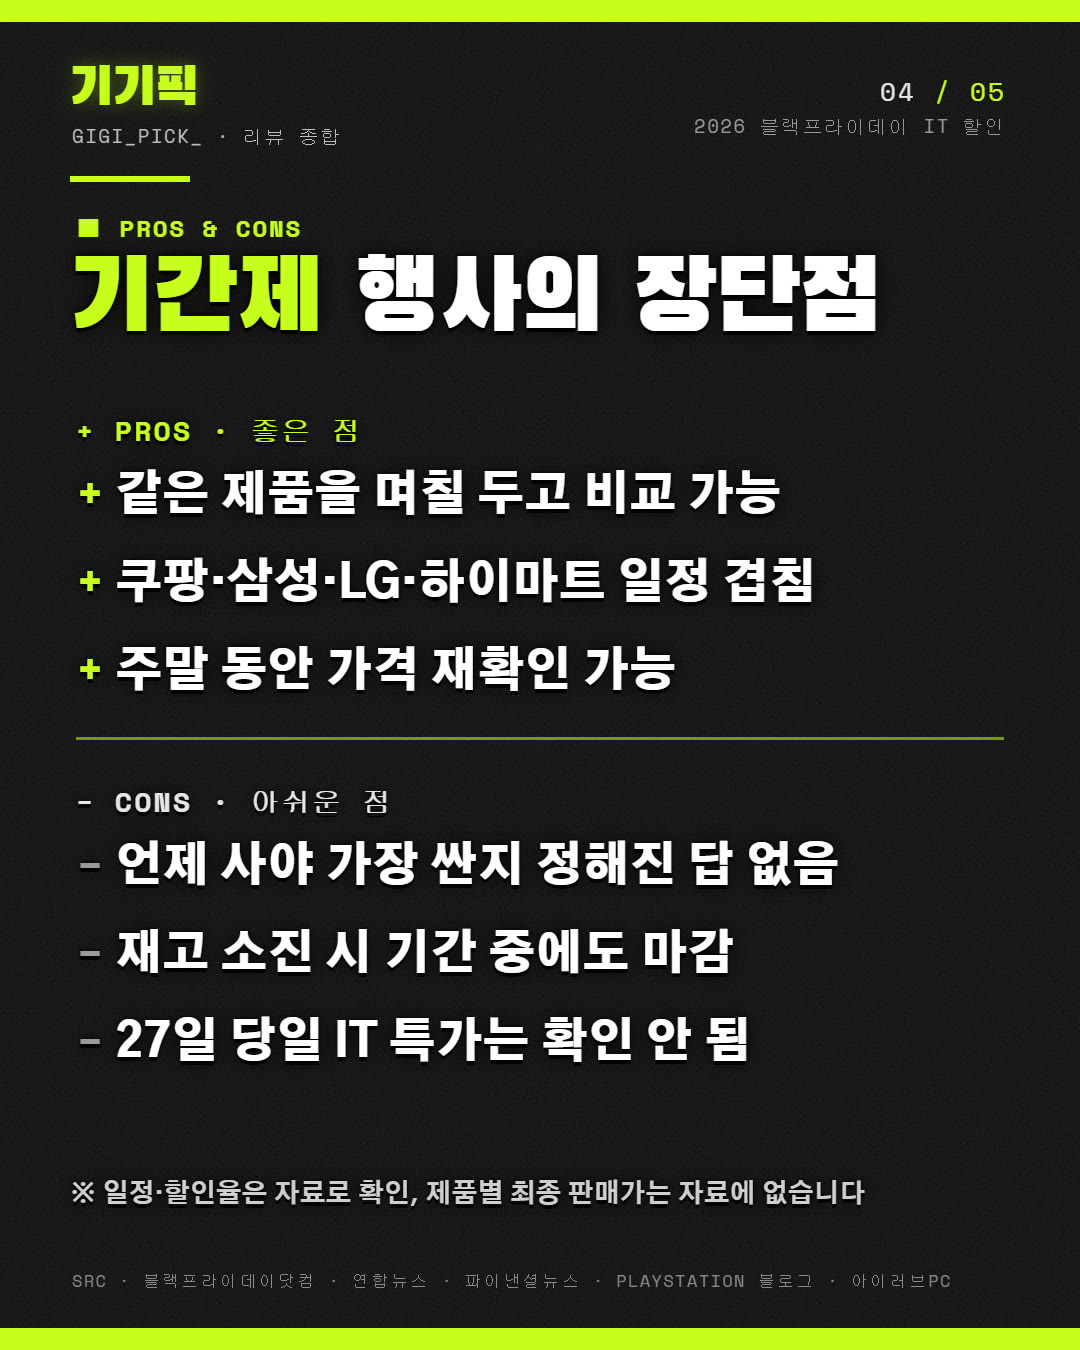 기기픽
GIGI_PICK_ · 리뷰 종합
04 / 05
2026 블랙프라이데이 IT 할인
■ PROS & CONS
기간제 행사의 장단점
+ PROS · 좋은 점
+ 같은 제품을 며칠 두고 비교 가능
+ 쿠팡·삼성·LG·하이마트 일정 겹침
+ 주말 동안 가격 재확인 가능
- CONS · 아쉬운 점
- 언제 사야 가장 싼지 정해진 답 없음
- 재고 소진 시 기간 중에도 마감
- 27일 당일 IT 특가는 확인 안 됨
※ 일정·할인율은 자료로 확인, 제품별 최종 판매가는 자료에 없습니다
SRC · 블랙프라이데이닷컴 · 연합뉴스 · 파이낸셜뉴스 · PLAYSTATION 블로그 · 아이러브PC